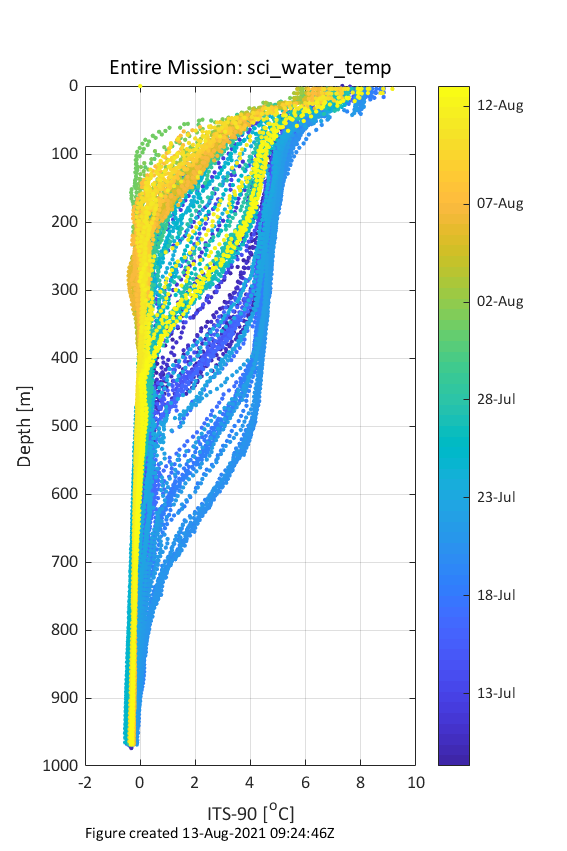 Entire Mission: sci_water_temp
0
100
200
300
400
500
600
700
800
900
1000
Depth [m]
-2 0 2 4 6 8 10
ITS-90 [°C]
12-Aug
07-Aug
02-Aug
28-Jul
23-Jul
18-Jul
13-Jul
Figure created 13-Aug-2021 09:24:46Z